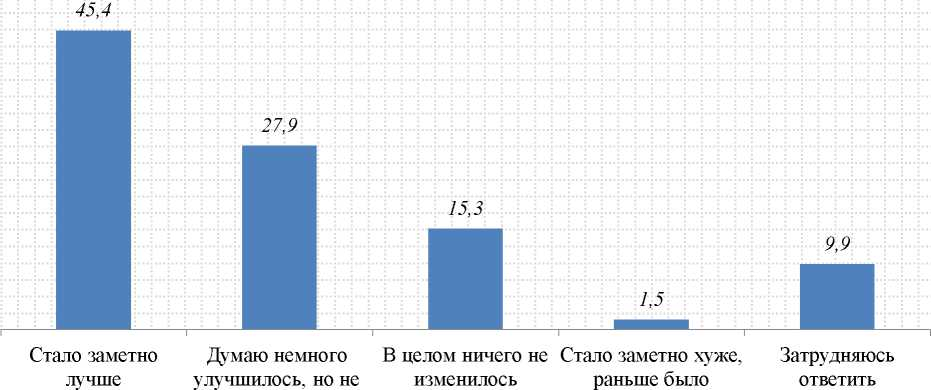 45,4
27,9
15,3
1,5
9,9
Стало заметно
лучше
Думаю немного
улучшилось, но не
В целом ничего не
изменилось
Стало заметно хуже,
раньше было
Затрудняюсь
ответить